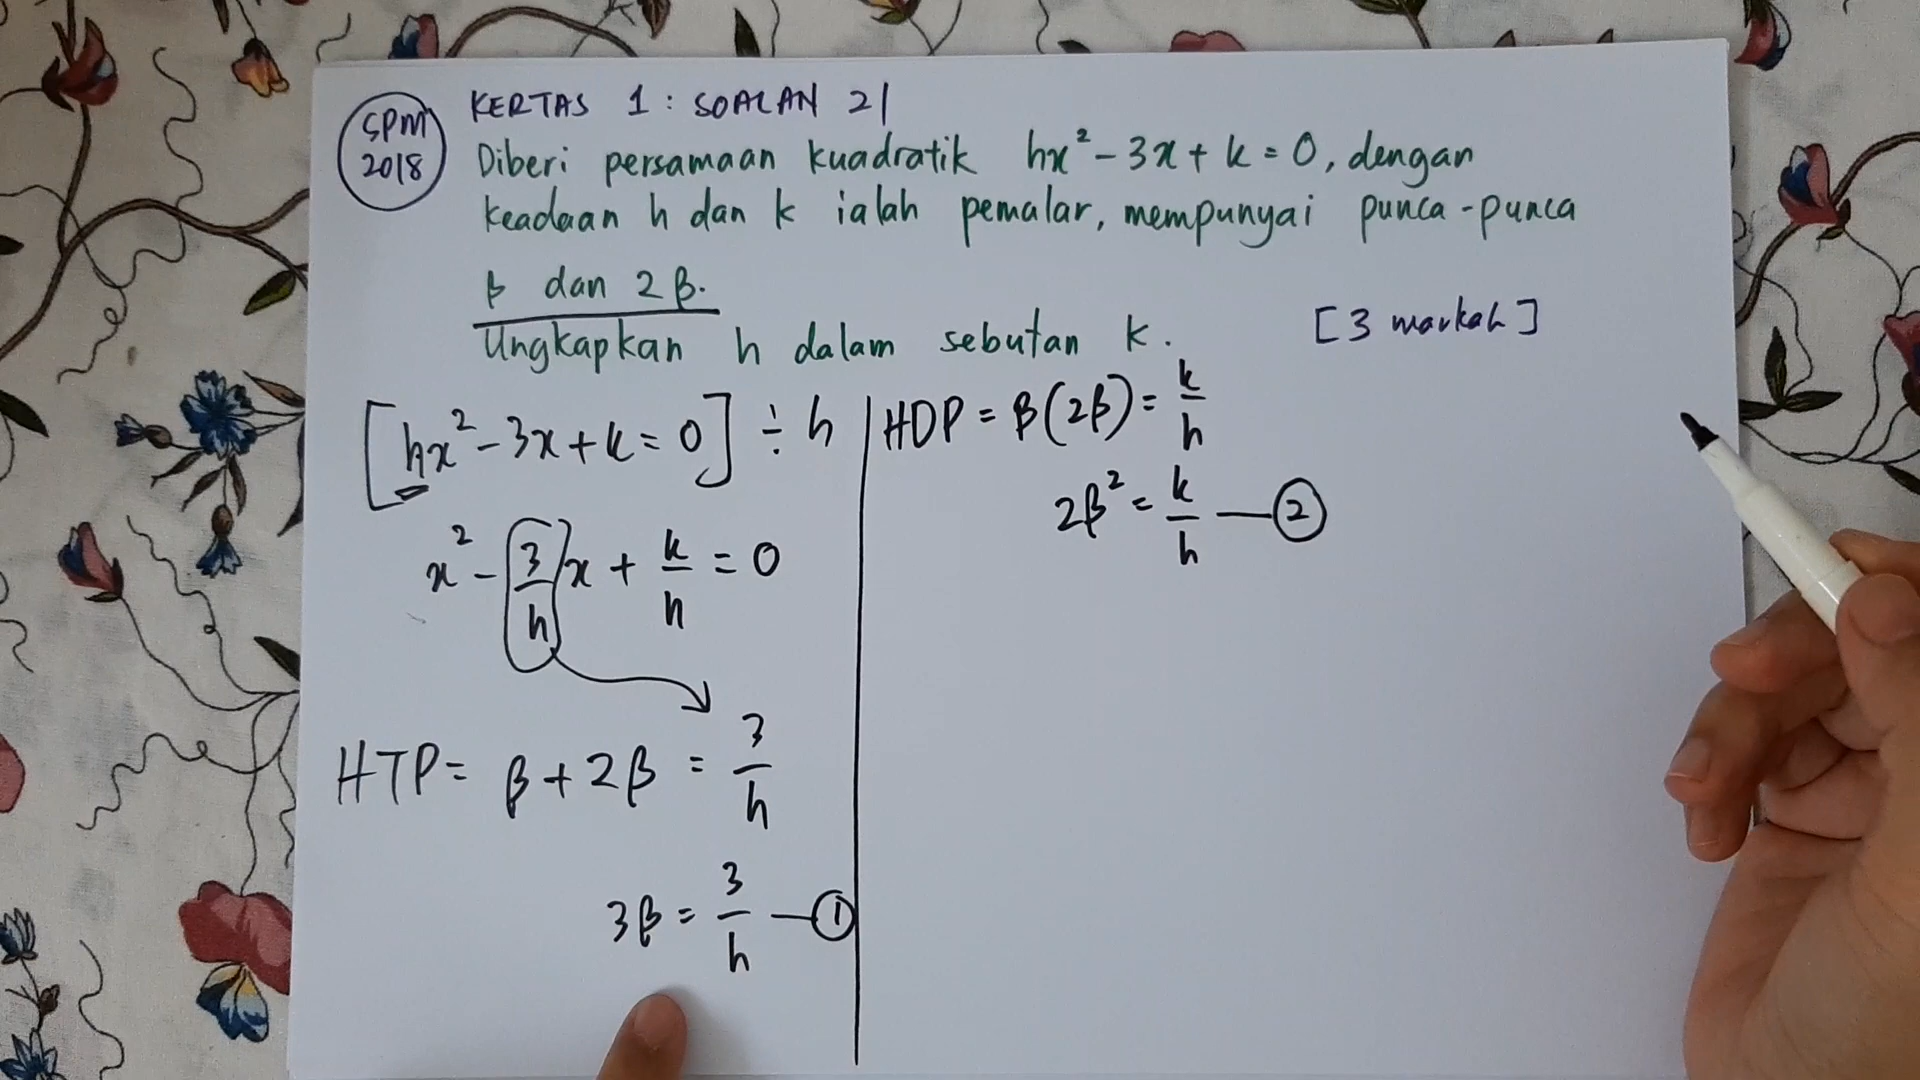 SPM 2018
KERTAS 1 : SOALAN 21
Diberi persamaan kuadratik hx² - 3x + k = 0, dengan
keadaan h dan k ialah pemalar, mempunyai punca-punca
β dan 2β.
Ungkapkan h dalam sebutan k. [3 markah]
[hx² - 3x + k = 0] ÷ h
x² - 3/h x + k/h = 0
HTP = β + 2β = 3/h
3β = 3/h — ①
HDP = β(2β) = k/h
2β² = k/h — ②